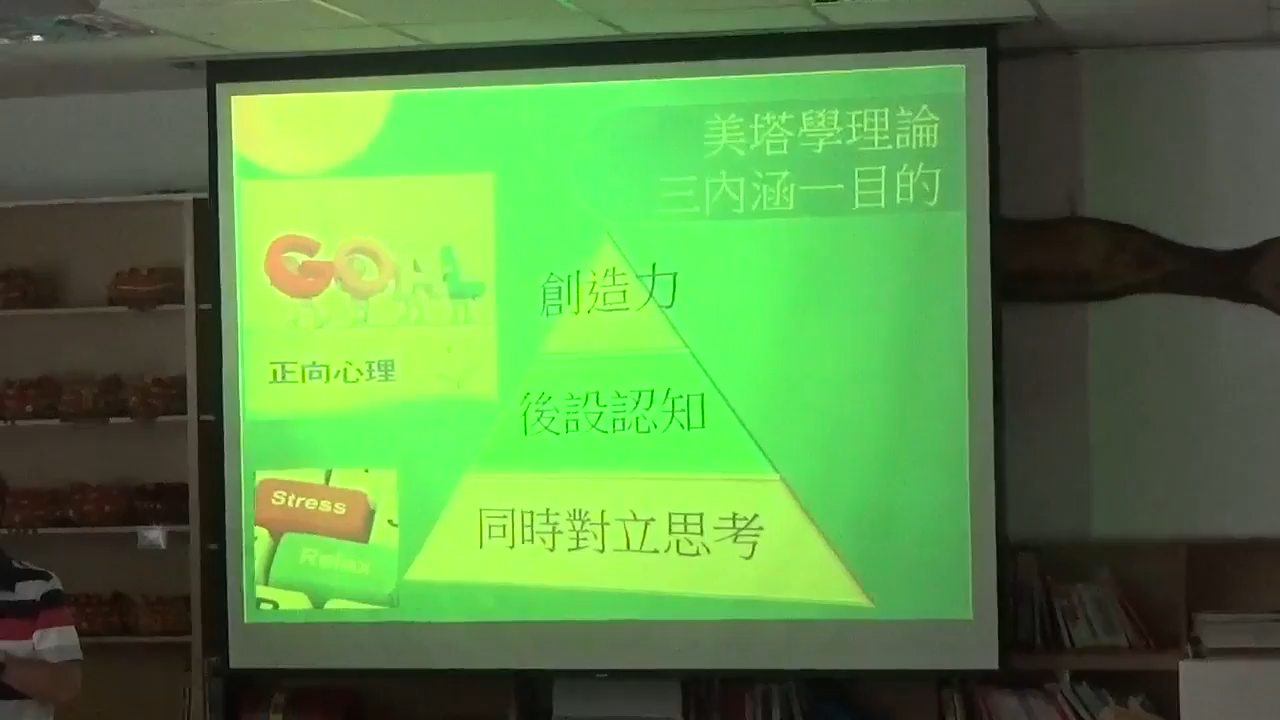 美塔學理論
三內涵一目的
GOAL
正向心理
創造力
後設認知
同時對立思考
Stress
Relax